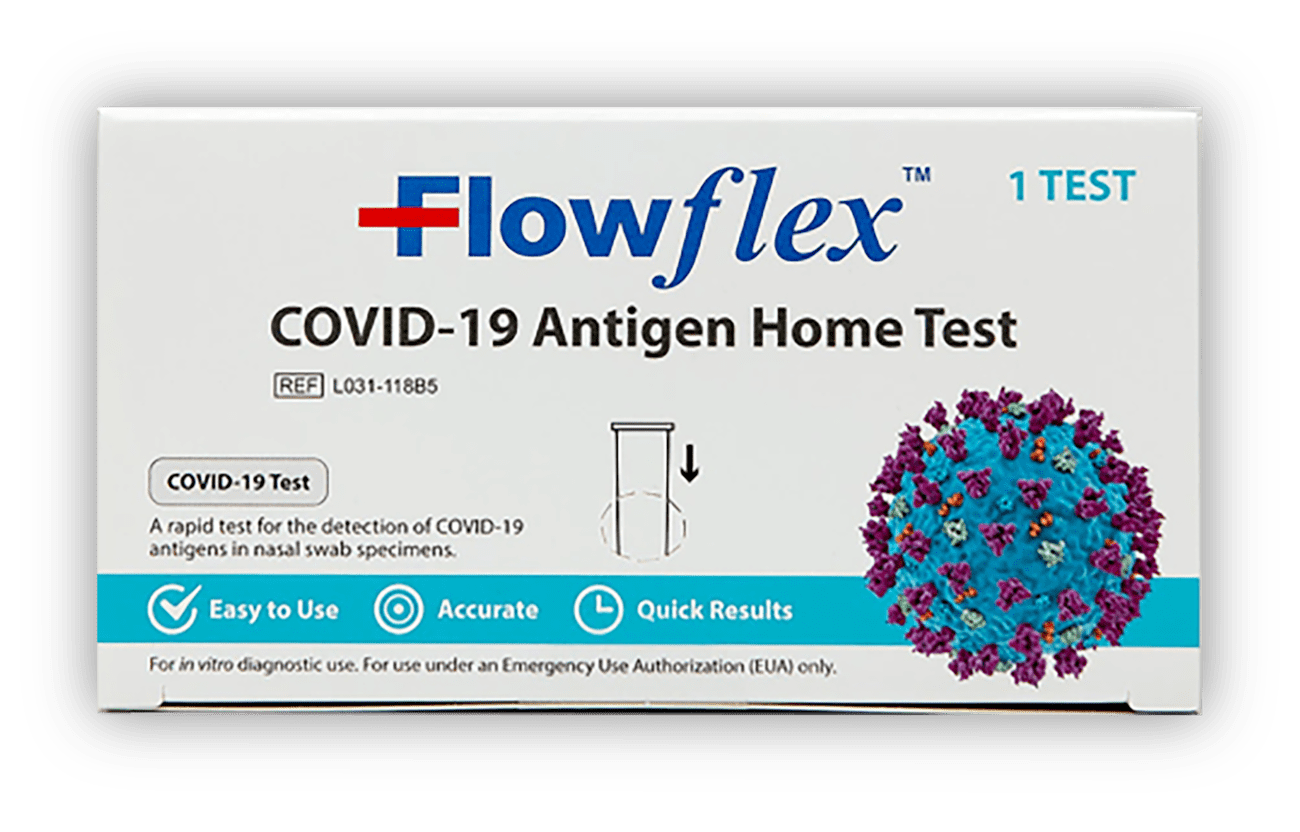 Flowflex™
1 TEST
COVID-19 Antigen Home Test
REF L031-118B5
COVID-19 Test
A rapid test for the detection of COVID-19
antigens in nasal swab specimens.
Easy to Use
Accurate
Quick Results
For in vitro diagnostic use. For use under an Emergency Use Authorization (EUA) only.